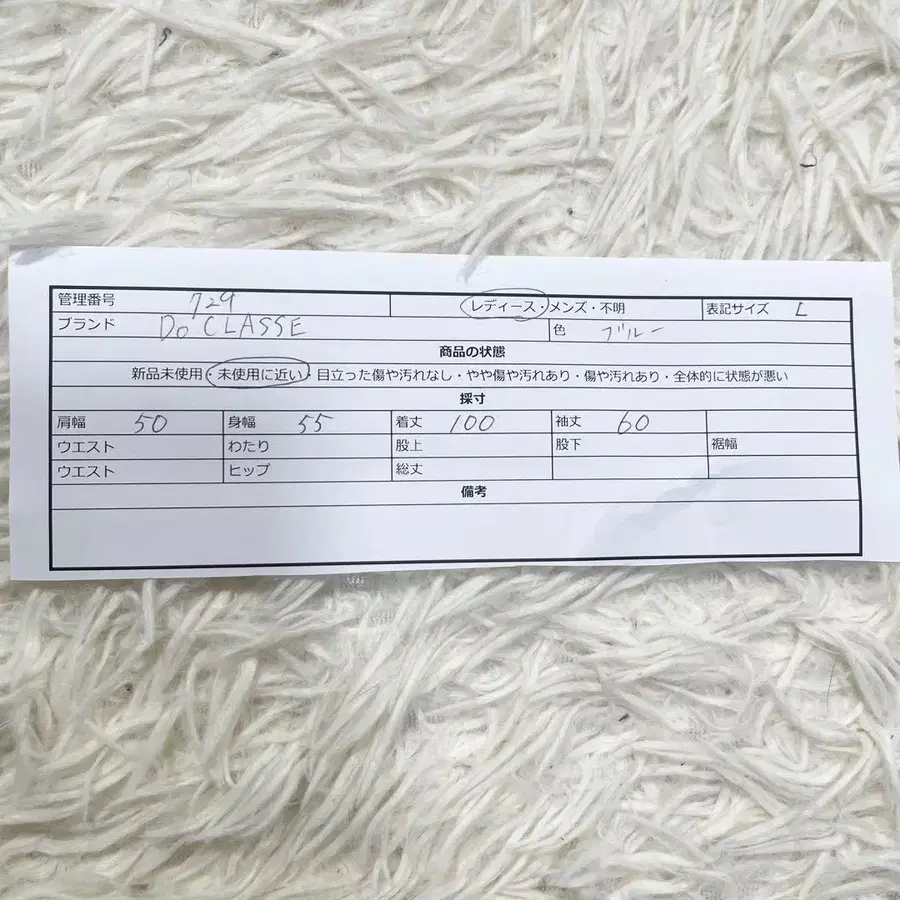 管理番号 729 レディース・メンズ・不明 表記サイズ L
ブランド Do CLASSE 色 ブルー
商品の状態
新品未使用・未使用に近い・目立った傷や汚れなし・やや傷や汚れあり・傷や汚れあり・全体的に状態が悪い
採寸
肩幅 50 身幅 55 着丈 100 袖丈 60
ウエスト わたり 股上 股下 裾幅
ウエスト ヒップ 総丈
備考